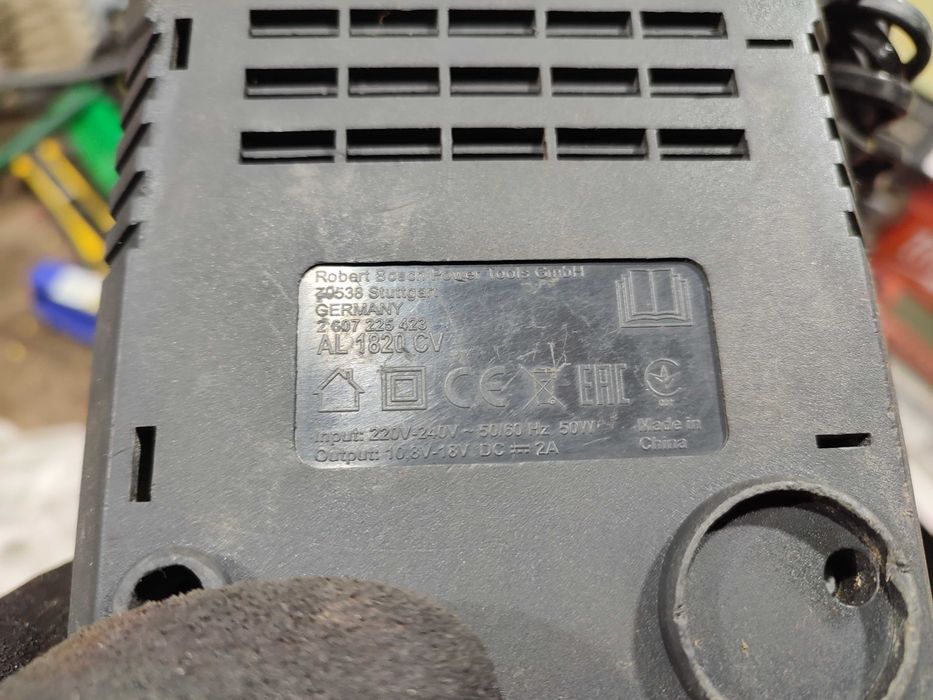 Robert Bosch Power Tools GmbH
70538 Stuttgart
GERMANY
2 607 225 423
AL 1820 CV
CE EAC
Input: 220V-240V ~ 50/60 Hz 50W
Output: 10,8V-18V DC ⎓ 2A
Made in
China